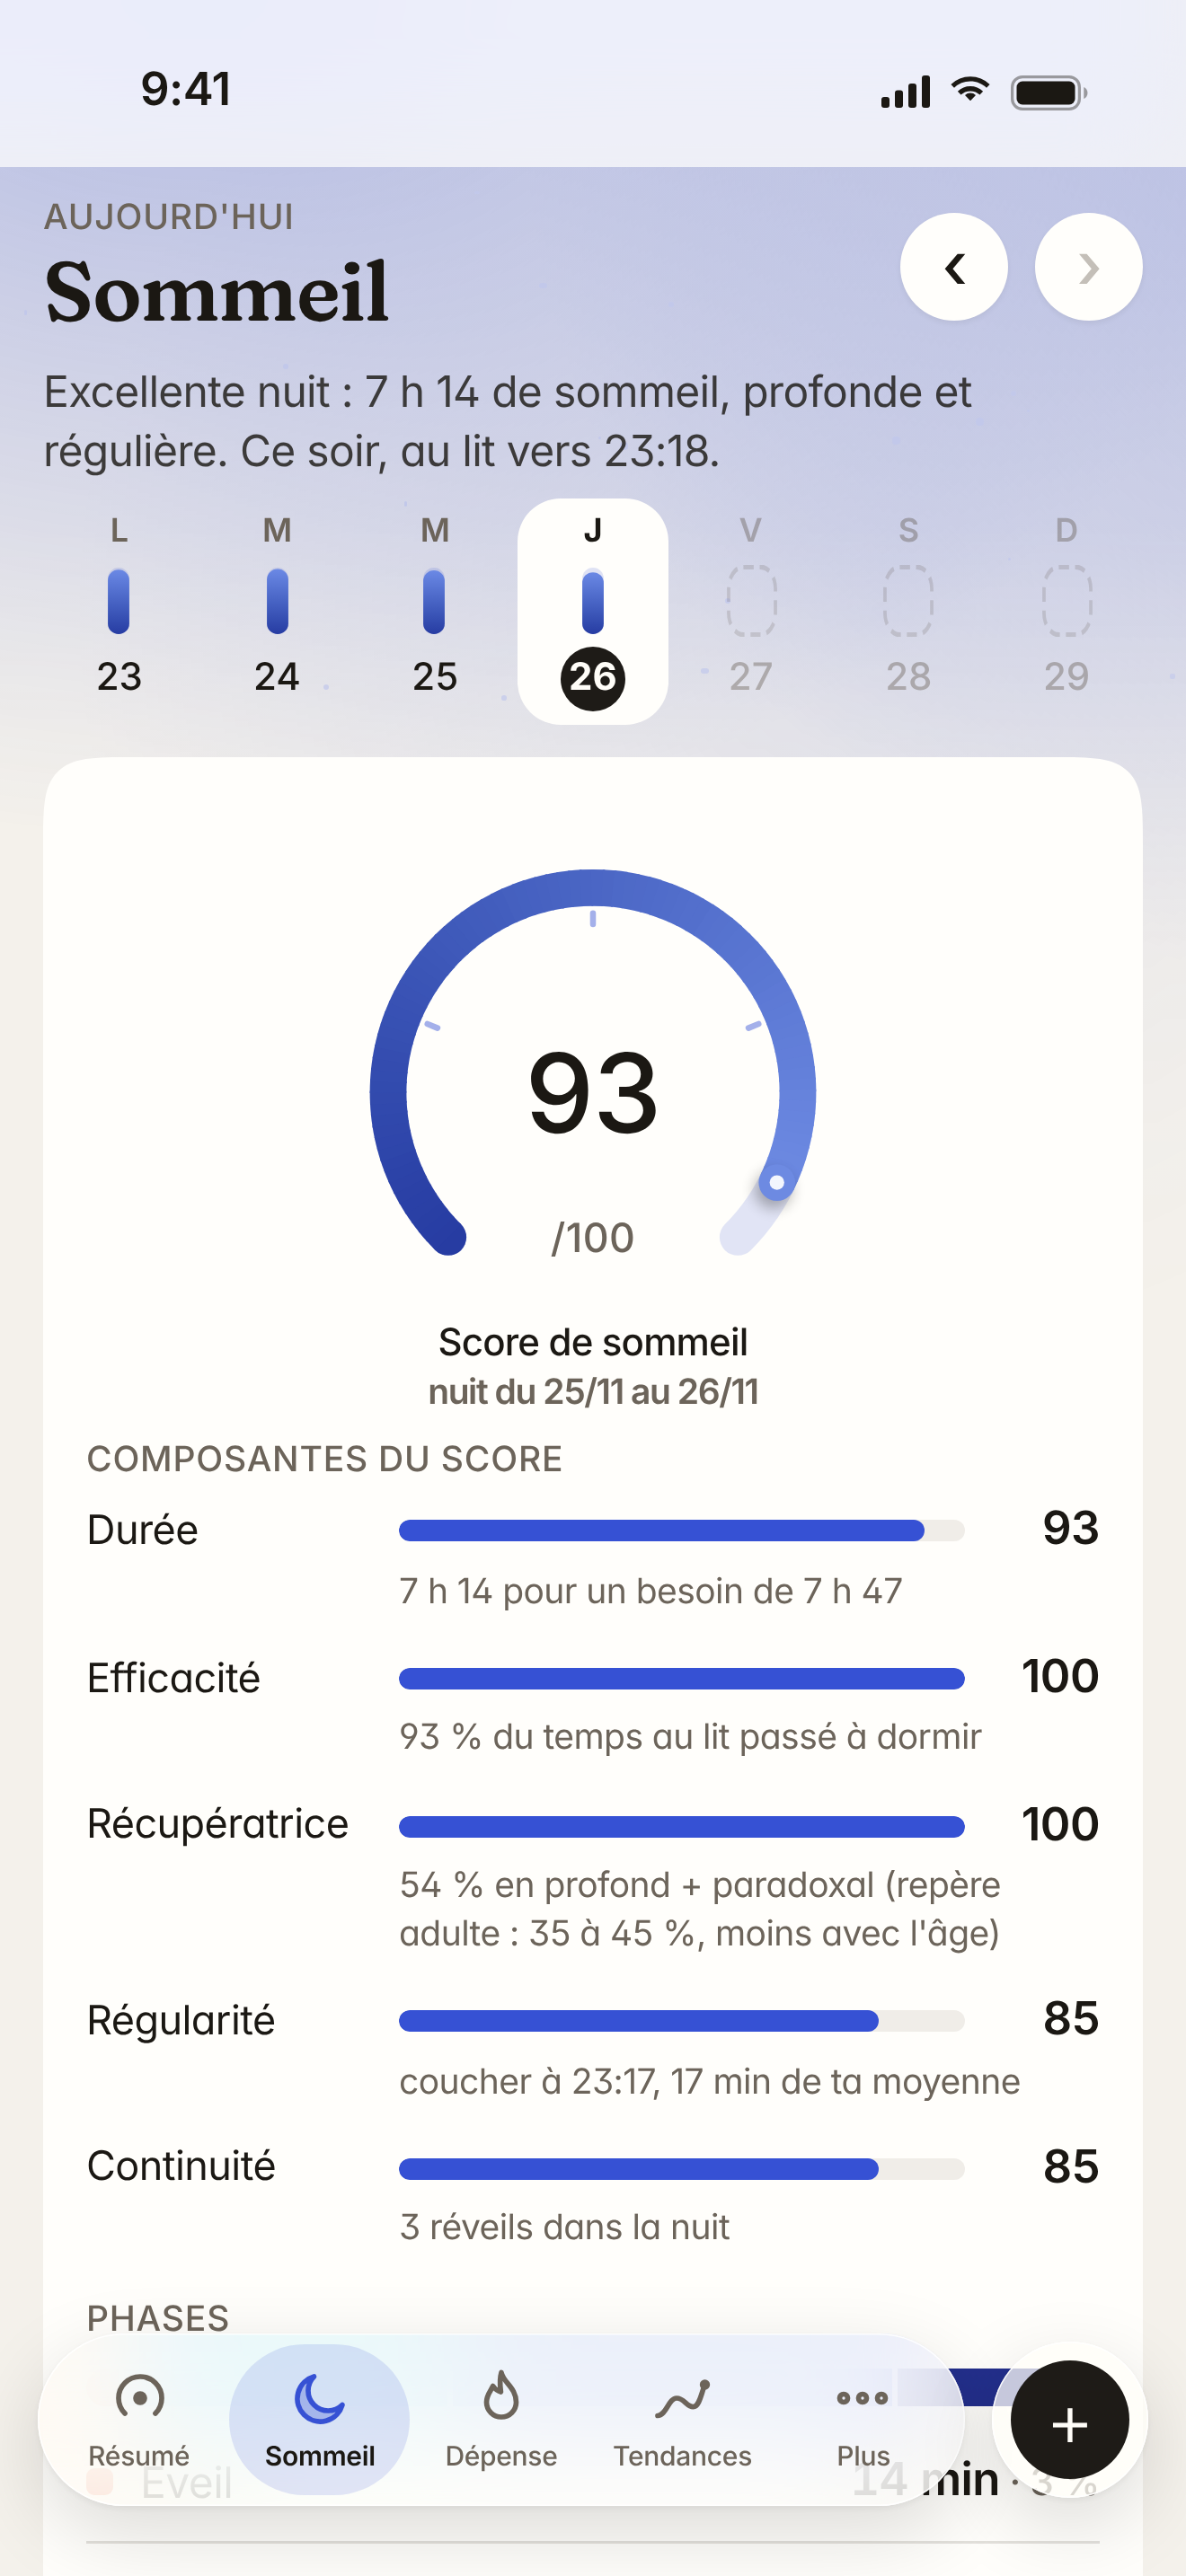 9:41
AUJOURD'HUI
Sommeil
Excellente nuit : 7 h 14 de sommeil, profonde et
régulière. Ce soir, au lit vers 23:18.
L M M J V S D
23 24 25 26 27 28 29
93
/100
Score de sommeil
nuit du 25/11 au 26/11
COMPOSANTES DU SCORE
Durée 93
7 h 14 pour un besoin de 7 h 47
Efficacité 100
93 % du temps au lit passé à dormir
Récupératrice 100
54 % en profond + paradoxal (repère
adulte : 35 à 45 %, moins avec l'âge)
Régularité 85
coucher à 23:17, 17 min de ta moyenne
Continuité 85
3 réveils dans la nuit
PHASES
Résumé Sommeil Dépense Tendances Plus
Éveil 14 min · 3 %